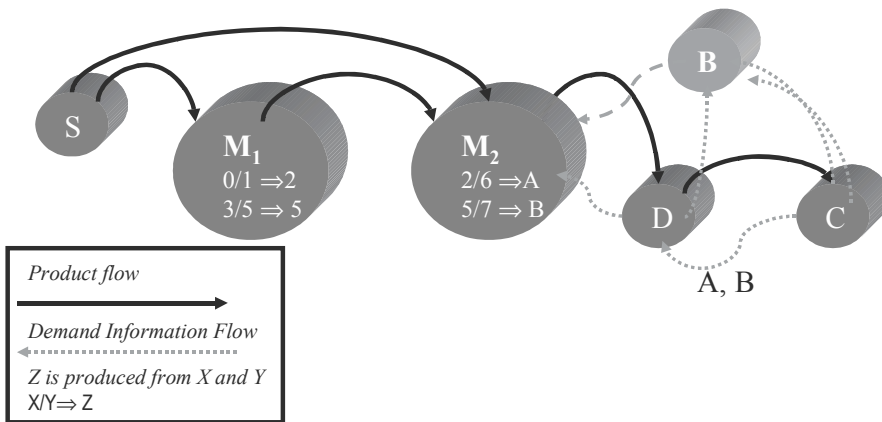 B
S
M₁
0/1 ⇒2
3/5 ⇒ 5
M₂
2/6 ⇒A
5/7 ⇒ B
D
C
A, B
Product flow
Demand Information Flow
Z is produced from X and Y
X/Y⇒ Z